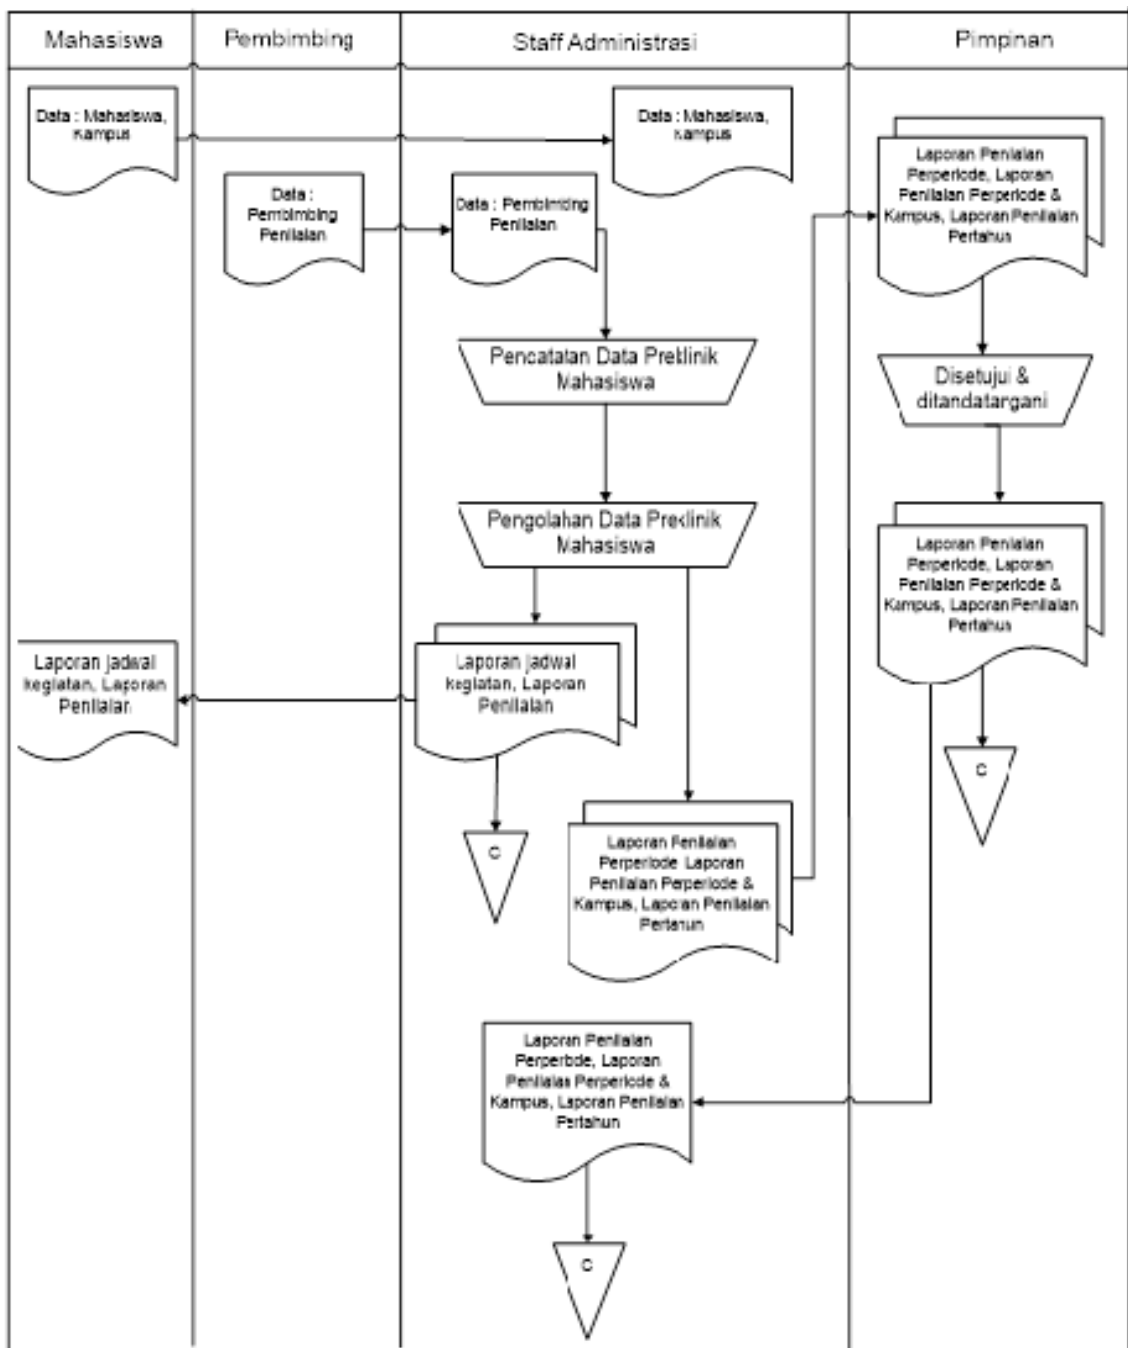 Mahasiswa
Pembimbing
Staff Administrasi
Pimpinan
Data : Mahasiswa,
Kampus
Data : Mahasiswa,
Kampus
Data :
Pembimbing
Penilaian
Data : Pembimbing
Penilaian
Laporan Penilaian
Perperiode, Laporan
Penilaian Perperiode
& Kampus, Laporan Penilaian
Pertahun
Pencatatan Data Preklinik
Mahasiswa
Disetujui &
ditandatangani
Pengolahan Data Preklinik
Mahasiswa
Laporan Penilaian
Perperiode, Laporan
Penilaian Perperiode &
Kampus, Laporan Penilaian
Pertahun
Laporan jadwal
kegiatan, Laporan
Penilaian
Laporan jadwal
kegiatan, Laporan
Penilaian
C
C
Laporan Penilaian
Perperiode Laporan
Penilaian Perperiode &
Kampus, Laporan Penilaian
Pertahun
Laporan Penilaian
Perperiode, Laporan
Penilaian Perperiode &
Kampus, Laporan Penilaian
Pertahun
C